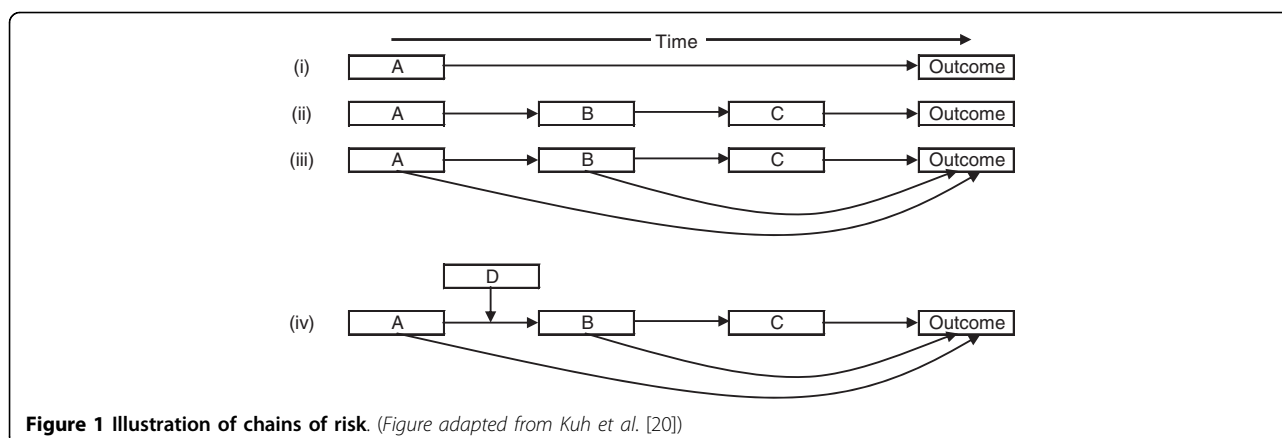 Time
(i) A Outcome
(ii) A B C Outcome
(iii) A B C Outcome
D
(iv) A B C Outcome
Figure 1 Illustration of chains of risk. (Figure adapted from Kuh et al. [20])